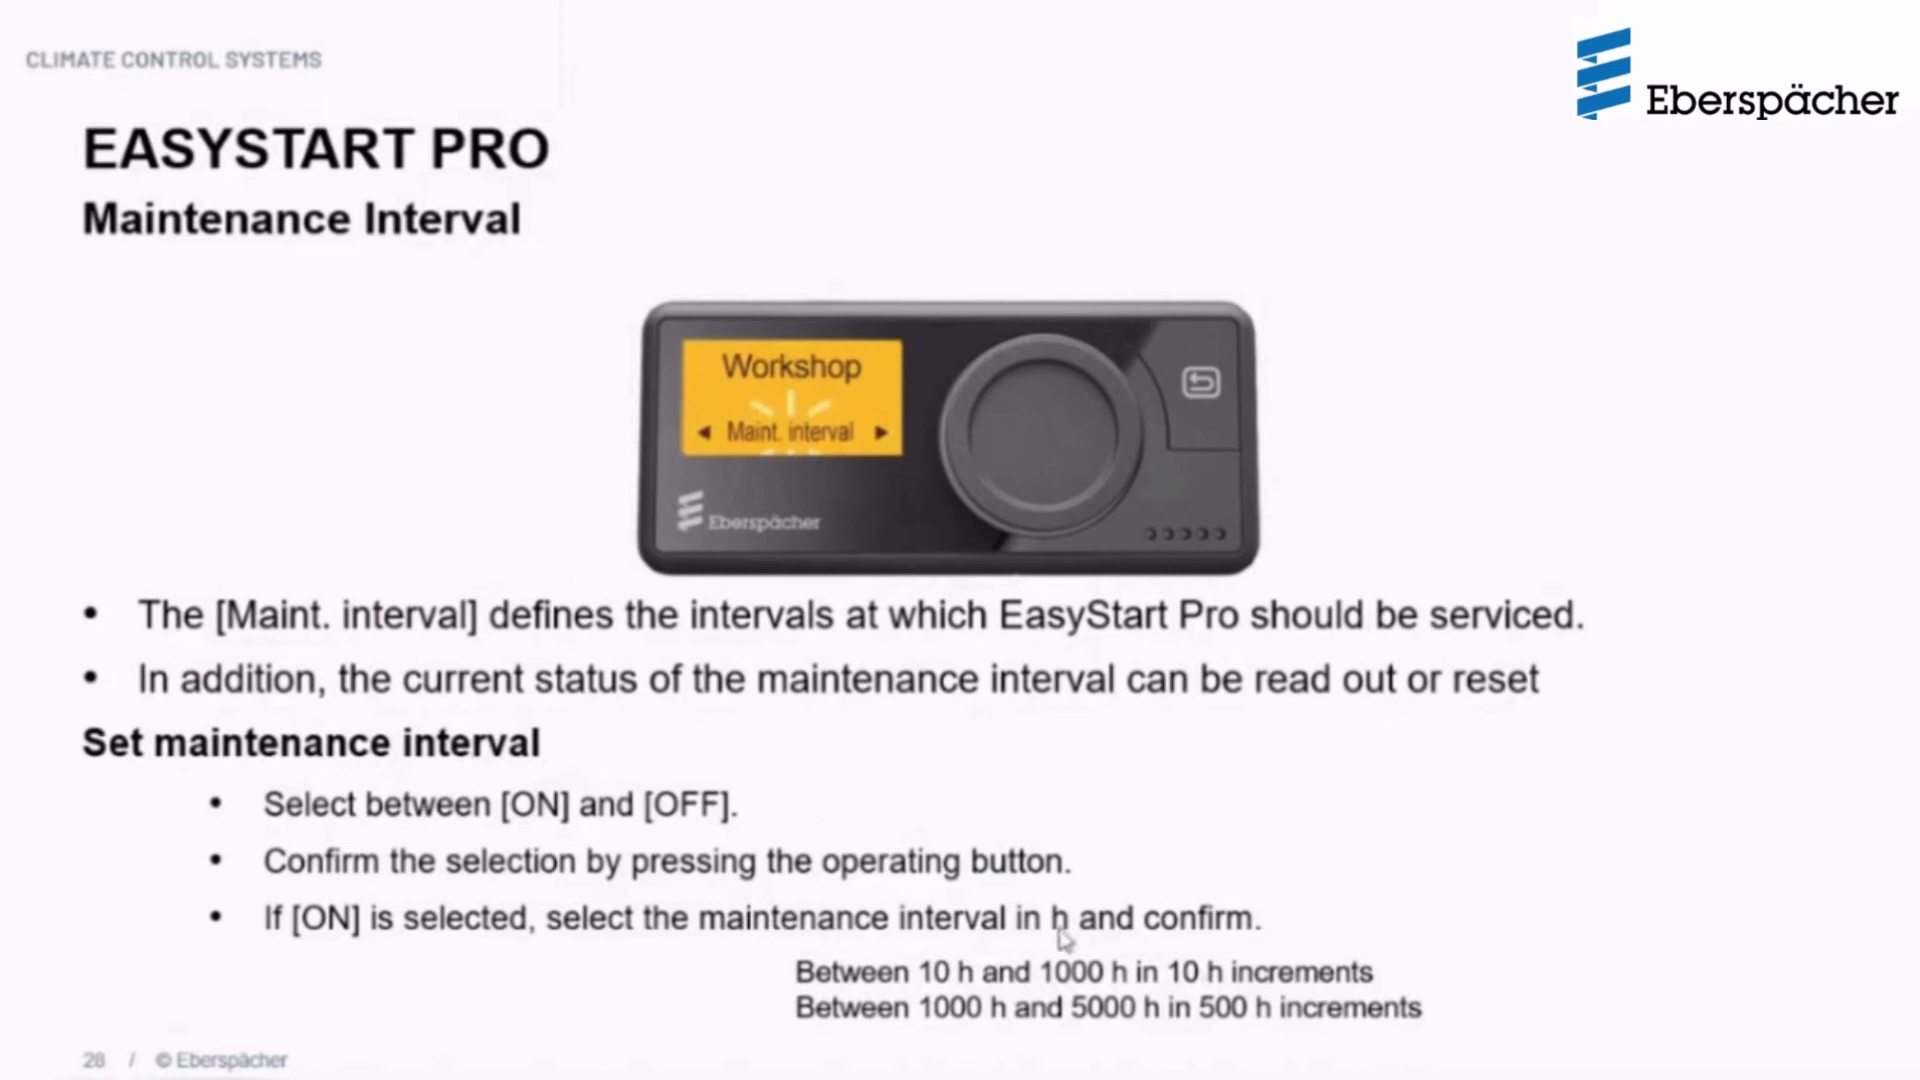 CLIMATE CONTROL SYSTEMS
Eberspächer
EASYSTART PRO
Maintenance Interval
Workshop
Maint. interval
Eberspächer
• The [Maint. interval] defines the intervals at which EasyStart Pro should be serviced.
• In addition, the current status of the maintenance interval can be read out or reset
Set maintenance interval
• Select between [ON] and [OFF].
• Confirm the selection by pressing the operating button.
• If [ON] is selected, select the maintenance interval in h and confirm.
Between 10 h and 1000 h in 10 h increments
Between 1000 h and 5000 h in 500 h increments
28 / © Eberspächer